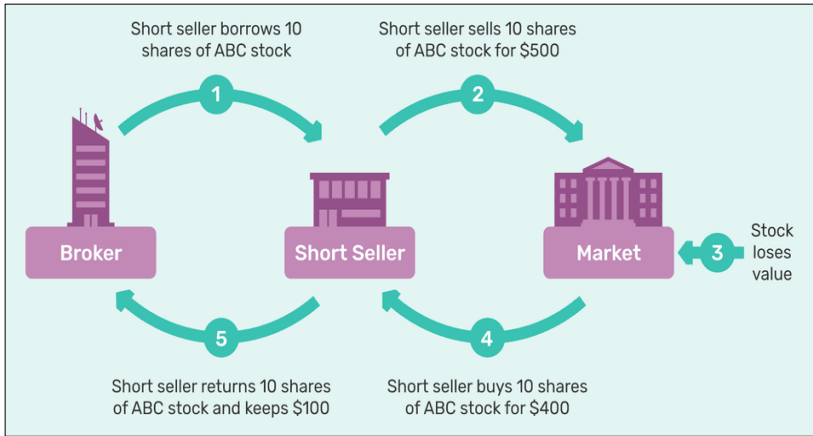 Short seller borrows 10
shares of ABC stock
Short seller sells 10 shares
of ABC stock for $500
1
2
Broker
Short Seller
Market
3
Stock
loses
value
5
4
Short seller returns 10 shares
of ABC stock and keeps $100
Short seller buys 10 shares
of ABC stock for $400